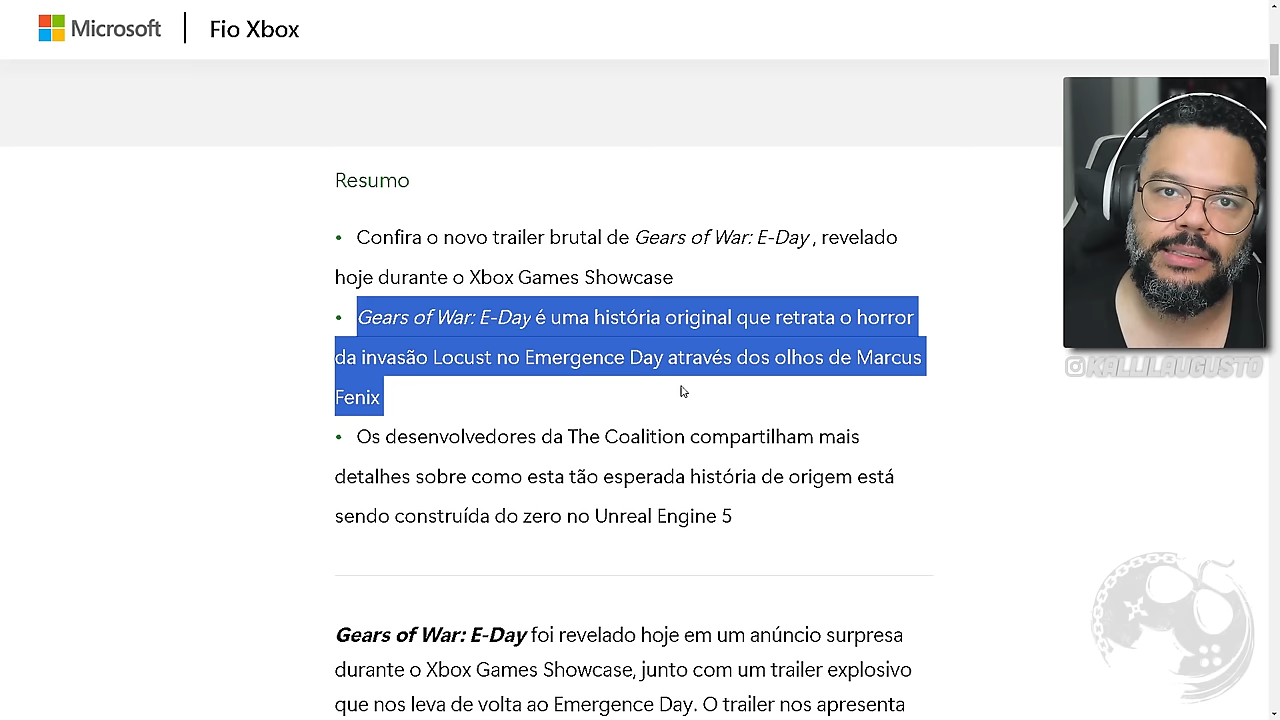 Microsoft
Fio Xbox
Resumo
• Confira o novo trailer brutal de Gears of War: E-Day , revelado
hoje durante o Xbox Games Showcase
• Gears of War: E-Day é uma história original que retrata o horror
da invasão Locust no Emergence Day através dos olhos de Marcus
Fenix
• Os desenvolvedores da The Coalition compartilham mais
detalhes sobre como esta tão esperada história de origem está
sendo construída do zero no Unreal Engine 5
Gears of War: E-Day foi revelado hoje em um anúncio surpresa
durante o Xbox Games Showcase, junto com um trailer explosivo
que nos leva de volta ao Emergence Day. O trailer nos apresenta
KALLILAUGUSTO